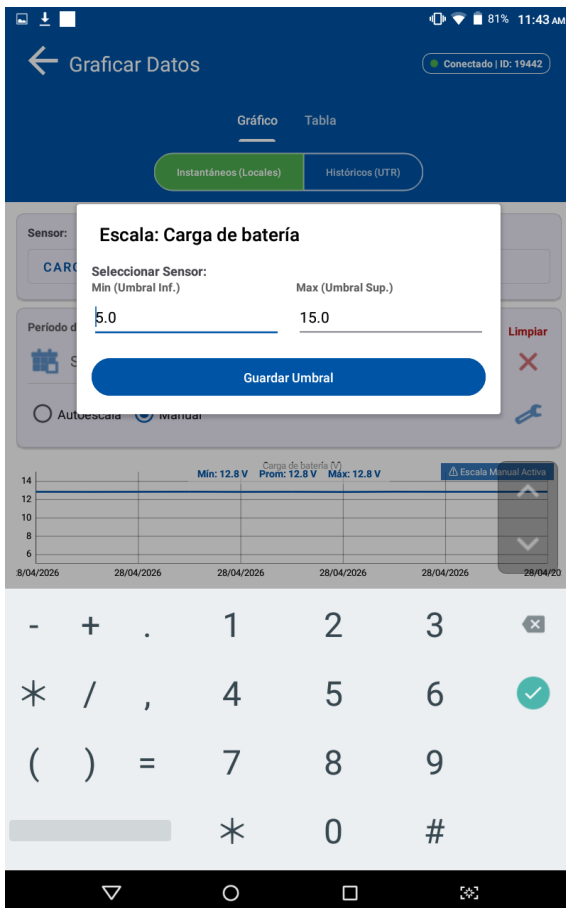 81% 11:43 AM
Graficar Datos
Conectado | ID: 19442
Gráfico Tabla
Instantáneos (Locales) Históricos (UTR)
Sensor:
Escala: Carga de batería
Seleccionar Sensor:
Min (Umbral Inf.) Max (Umbral Sup.)
5.0 15.0
Guardar Umbral
Limpiar
Autoescala Manual
Carga de batería (V)
Mín: 12.8 V Prom: 12.8 V Máx: 12.8 V
⚠ Escala Manual Activa
14
12
10
8
6
8/04/2026 28/04/2026 28/04/2026 28/04/2026 28/04/2026 28/04/20
- + . 1 2 3
* / , 4 5 6
( ) = 7 8 9
* 0 #